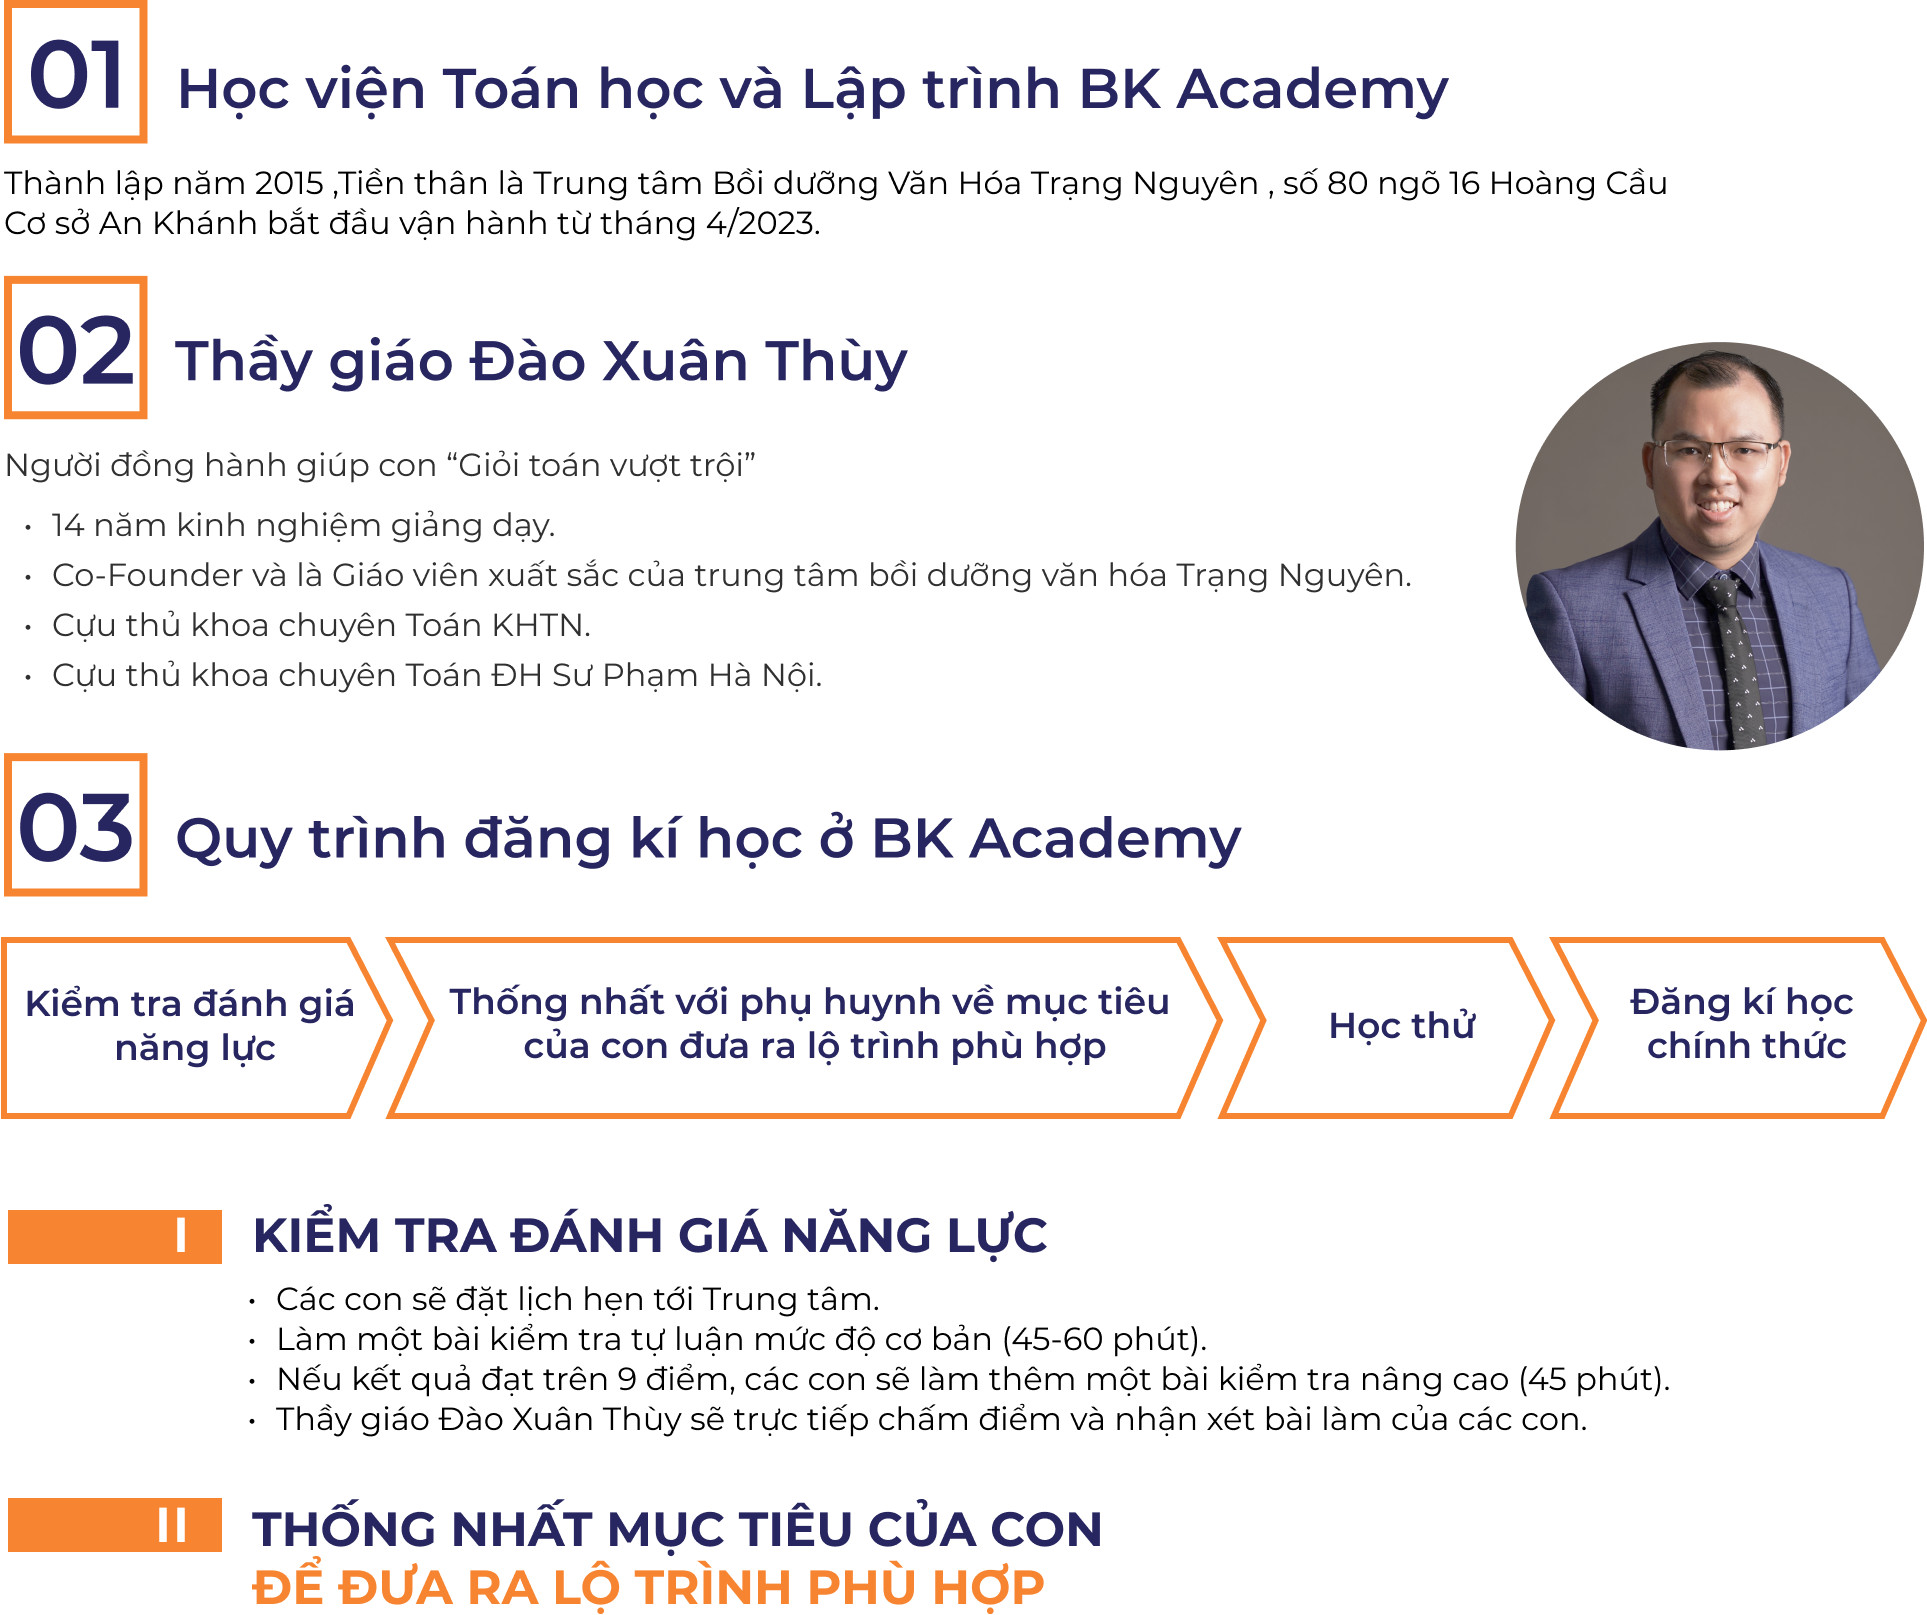 01
Học viện Toán học và Lập trình BK Academy
Thành lập năm 2015 ,Tiền thân là Trung tâm Bồi dưỡng Văn Hóa Trạng Nguyên , số 80 ngõ 16 Hoàng Cầu
Cơ sở An Khánh bắt đầu vận hành từ tháng 4/2023.
02
Thầy giáo Đào Xuân Thùy
Người đồng hành giúp con “Giỏi toán vượt trội”
• 14 năm kinh nghiệm giảng dạy.
• Co-Founder và là Giáo viên xuất sắc của trung tâm bồi dưỡng văn hóa Trạng Nguyên.
• Cựu thủ khoa chuyên Toán KHTN.
• Cựu thủ khoa chuyên Toán ĐH Sư Phạm Hà Nội.
03
Quy trình đăng kí học ở BK Academy
Kiểm tra đánh giá
năng lực
Thống nhất với phụ huynh về mục tiêu
của con đưa ra lộ trình phù hợp
Học thử
Đăng kí học
chính thức
I
KIỂM TRA ĐÁNH GIÁ NĂNG LỰC
• Các con sẽ đặt lịch hẹn tới Trung tâm.
• Làm một bài kiểm tra tự luận mức độ cơ bản (45-60 phút).
• Nếu kết quả đạt trên 9 điểm, các con sẽ làm thêm một bài kiểm tra nâng cao (45 phút).
• Thầy giáo Đào Xuân Thùy sẽ trực tiếp chấm điểm và nhận xét bài làm của các con.
II
THỐNG NHẤT MỤC TIÊU CỦA CON
ĐỂ ĐƯA RA LỘ TRÌNH PHÙ HỢP